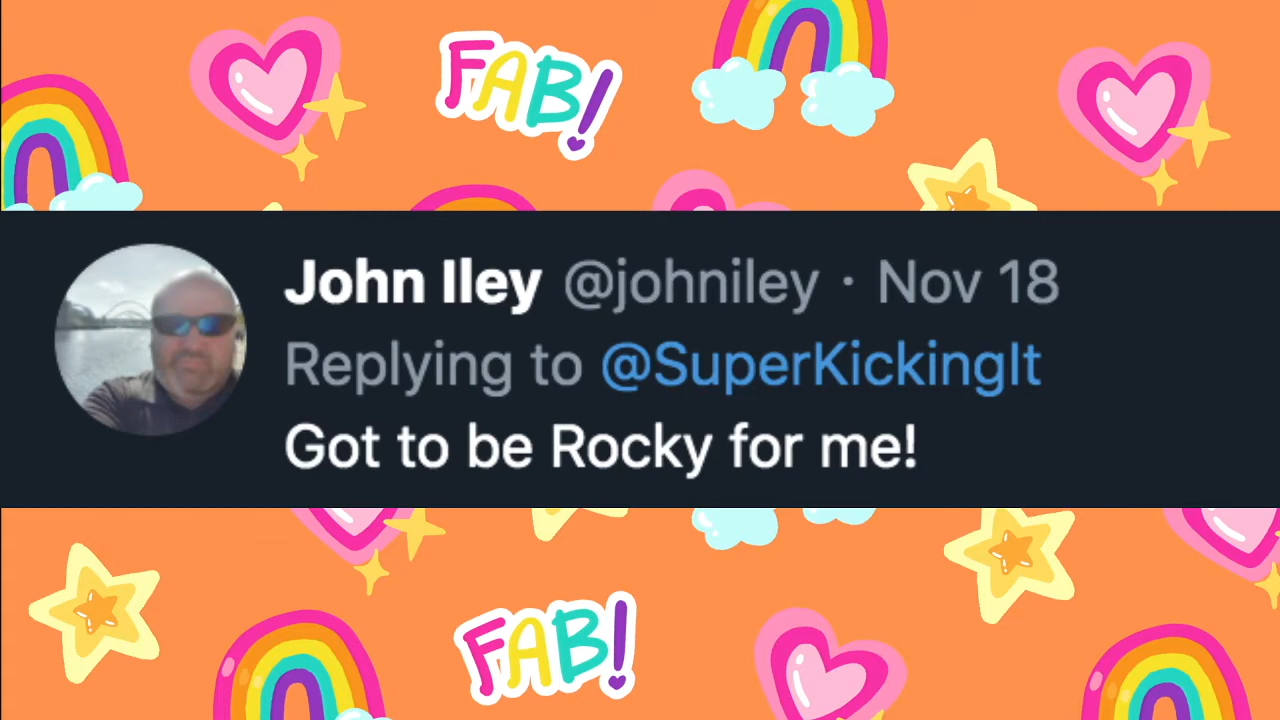 FAB!
John Iley @johniley · Nov 18
Replying to @SuperKickingIt
Got to be Rocky for me!
FAB!